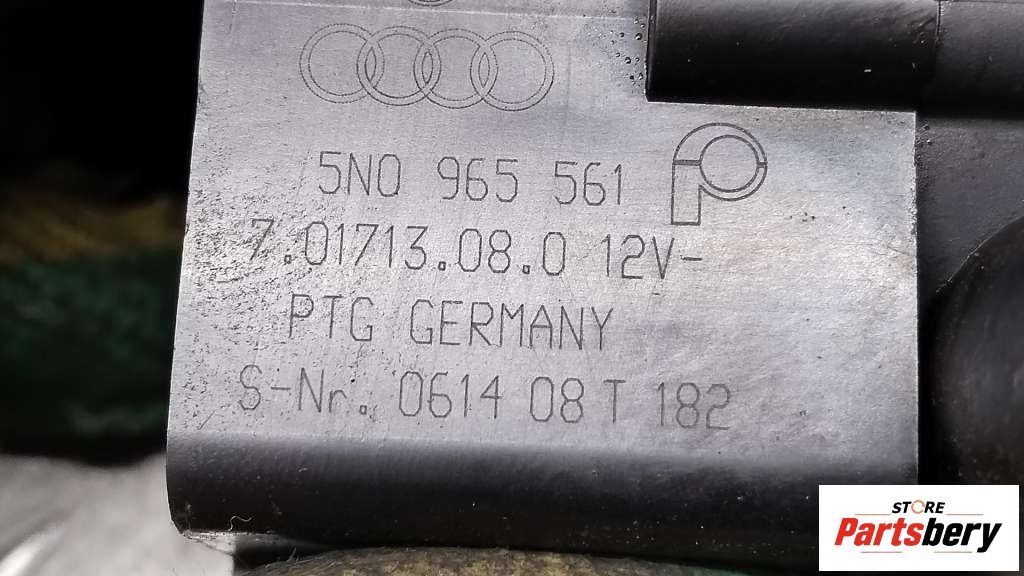 5N0 965 561
7.01713.08.0 12V-
PTG GERMANY
S-Nr. 0614 08 T 182
STORE
Partsbery